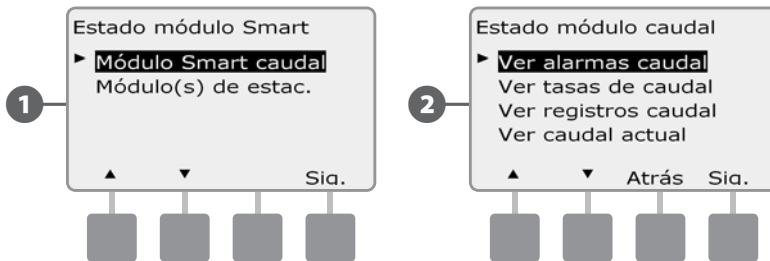 1
Estado módulo Smart
► Módulo Smart caudal
Módulo(s) de estac.
▲ ▼ Sig.
2
Estado módulo caudal
► Ver alarmas caudal
Ver tasas de caudal
Ver registros caudal
Ver caudal actual
▲ ▼ Atrás Sig.